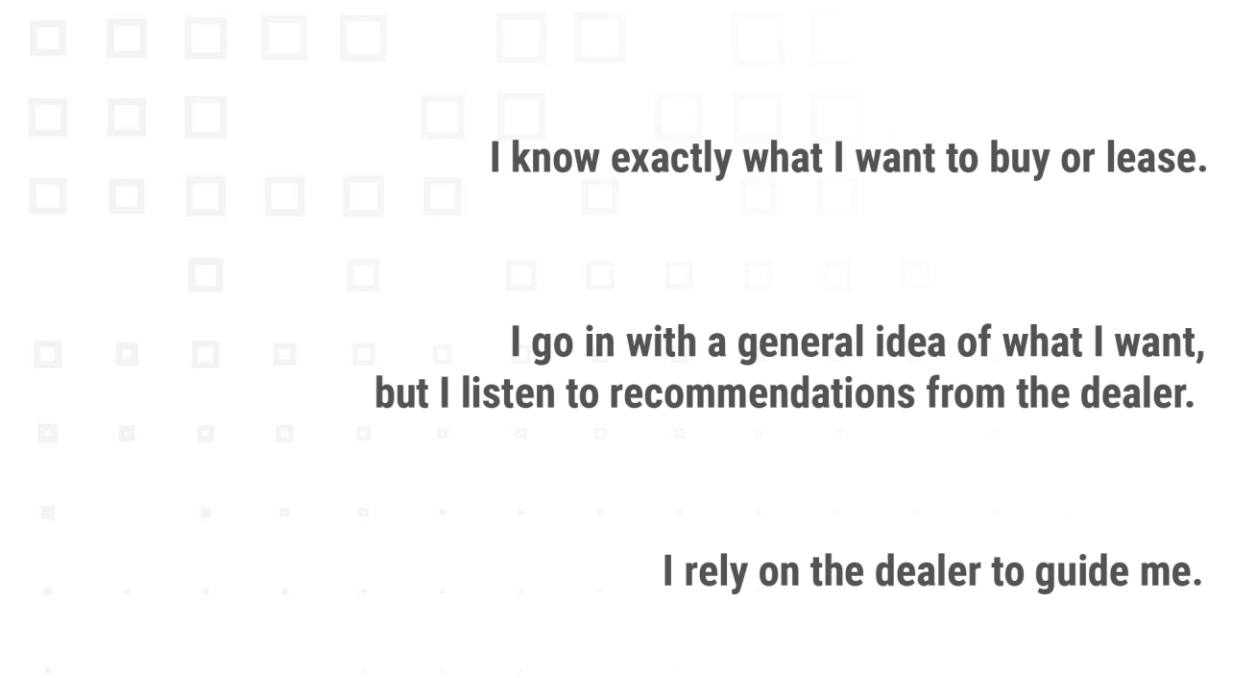 I know exactly what I want to buy or lease.
I go in with a general idea of what I want,
but I listen to recommendations from the dealer.
I rely on the dealer to guide me.